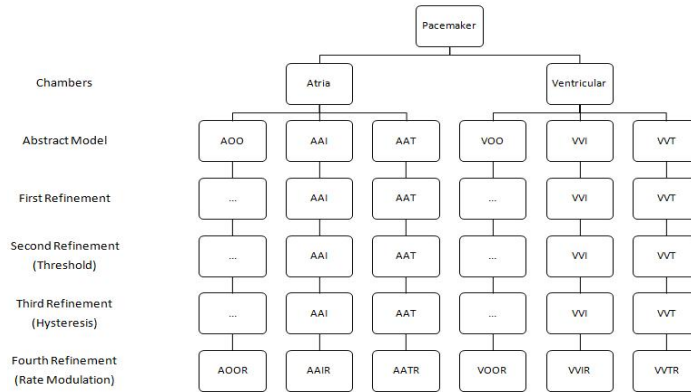 Pacemaker
Chambers Atria Ventricular
Abstract Model AOO AAI AAT VOO VVI VVT
First Refinement ... AAI AAT ... VVI VVT
Second Refinement
(Threshold) ... AAI AAT ... VVI VVT
Third Refinement
(Hysteresis) ... AAI AAT ... VVI VVT
Fourth Refinement
(Rate Modulation) AOOR AAIR AATR VOOR VVIR VVTR